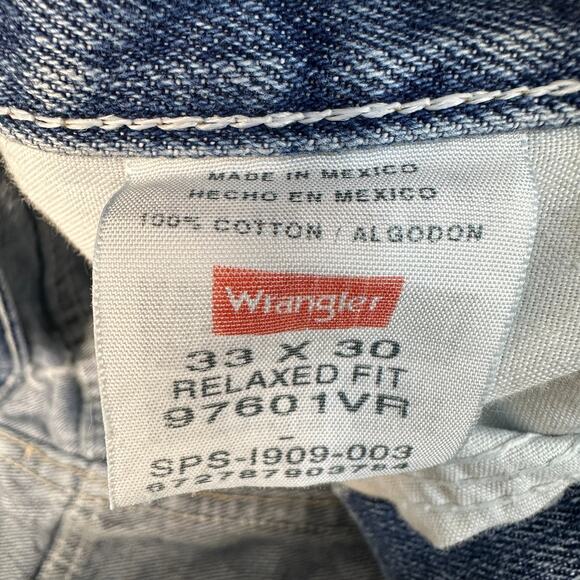 MADE IN MEXICO
HECHO EN MEXICO
100% COTTON / ALGODON
Wrangler
33 X 30
RELAXED FIT
97601VR
-
SPS-1909-003